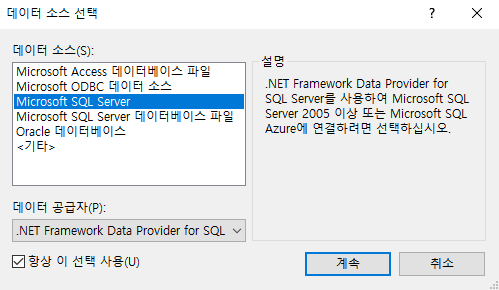 데이터 소스 선택
데이터 소스(S):
Microsoft Access 데이터베이스 파일
Microsoft ODBC 데이터 소스
Microsoft SQL Server
Microsoft SQL Server 데이터베이스 파일
Oracle 데이터베이스
<기타>
설명
.NET Framework Data Provider for
SQL Server를 사용하여 Microsoft SQL
Server 2005 이상 또는 Microsoft SQL
Azure에 연결하려면 선택하십시오.
데이터 공급자(P):
.NET Framework Data Provider for SQL
항상 이 선택 사용(U)
계속
취소